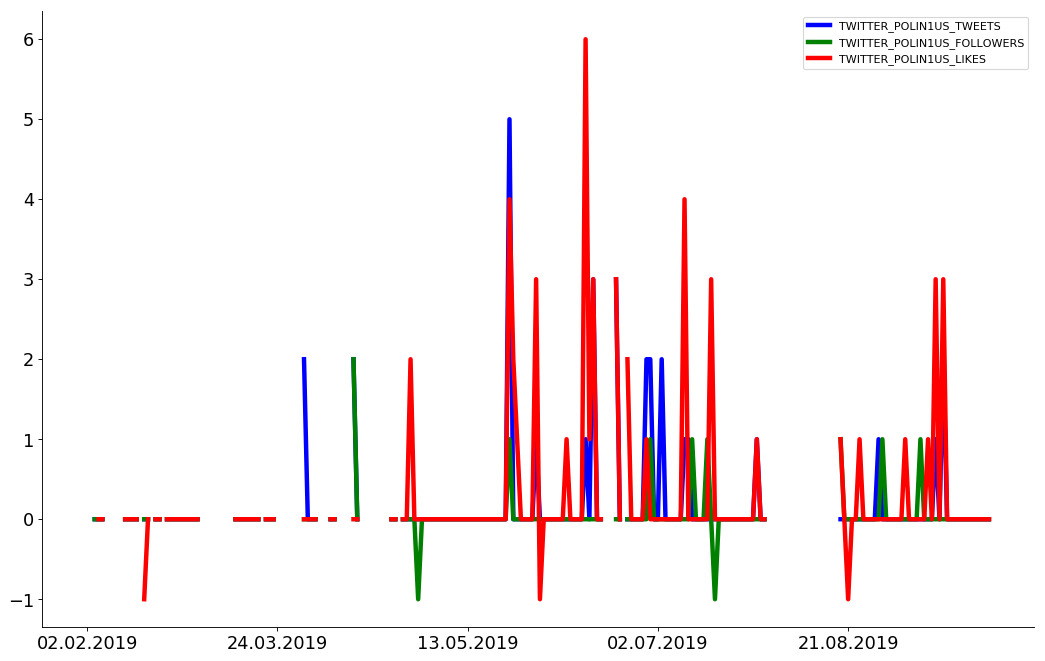 TWITTER_POLIN1US_TWEETS
TWITTER_POLIN1US_FOLLOWERS
TWITTER_POLIN1US_LIKES
6
5
4
3
2
1
0
−1
02.02.2019 24.03.2019 13.05.2019 02.07.2019 21.08.2019